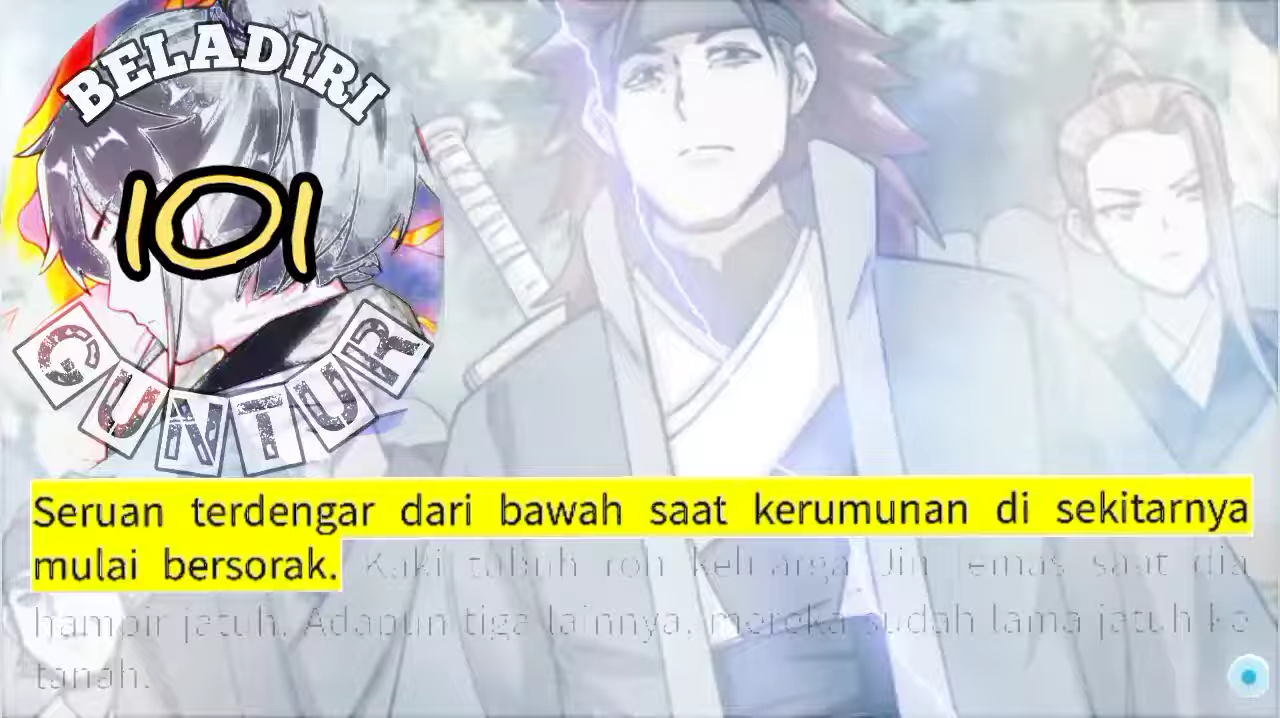 BELADIRI
101
GUNTUR
Seruan terdengar dari bawah saat kerumunan di sekitarnya
mulai bersorak. Kaki tubuh roh keluarga Jin lemas saat dia
hampir jatuh. Adapun tiga lainnya, mereka sudah lama jatuh ke
tanah.